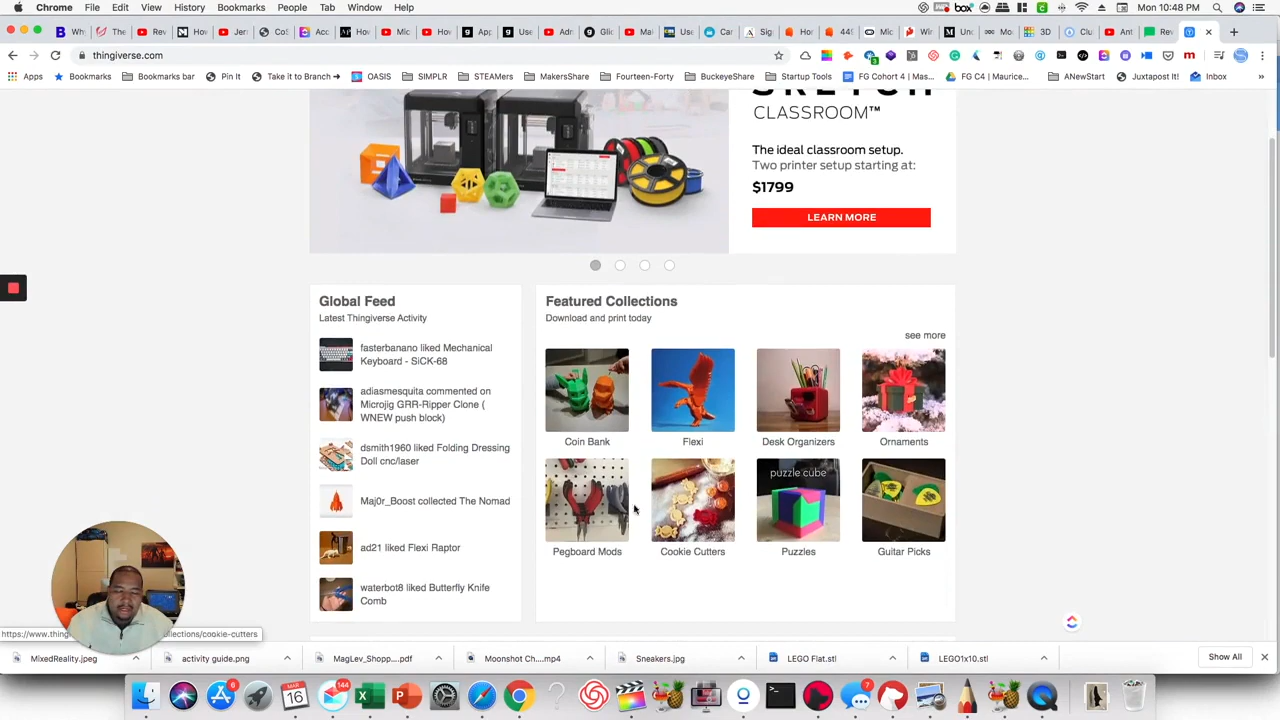 Chrome File Edit View History Bookmarks People Tab Window Help
box
Mon 10:48 PM
thingiverse.com
Apps Bookmarks Bookmarks bar Pin It Take it to Branch → OASIS SIMPLR STEAMers MakersShare Fourteen-Forty BuckeyeShare Startup Tools FG Cohort 4 | Mas... FG C4 | Maurice... ANewStart Juxtapost It! Inbox »
SKETCH
CLASSROOM™
The ideal classroom setup.
Two printer setup starting at:
$1799
LEARN MORE
Global Feed
Latest Thingiverse Activity
fasterbanano liked Mechanical
Keyboard - SiCK-68
adiasmesquita commented on
Microjig GRR-Ripper Clone (
WNEW push block)
dsmith1960 liked Folding Dressing
Doll cnc/laser
Maj0r_Boost collected The Nomad
ad21 liked Flexi Raptor
waterbot8 liked Butterfly Knife
Comb
Featured Collections
Download and print today
see more
Coin Bank Flexi Desk Organizers Ornaments
puzzle cube
Pegboard Mods Cookie Cutters Puzzles Guitar Picks
MixedReality.jpeg activity guide.png MagLev_Shopp....pdf Moonshot Ch....mp4 Sneakers.jpg LEGO Flat.stl LEGO1x10.stl Show All
6 MAR 16 144 7